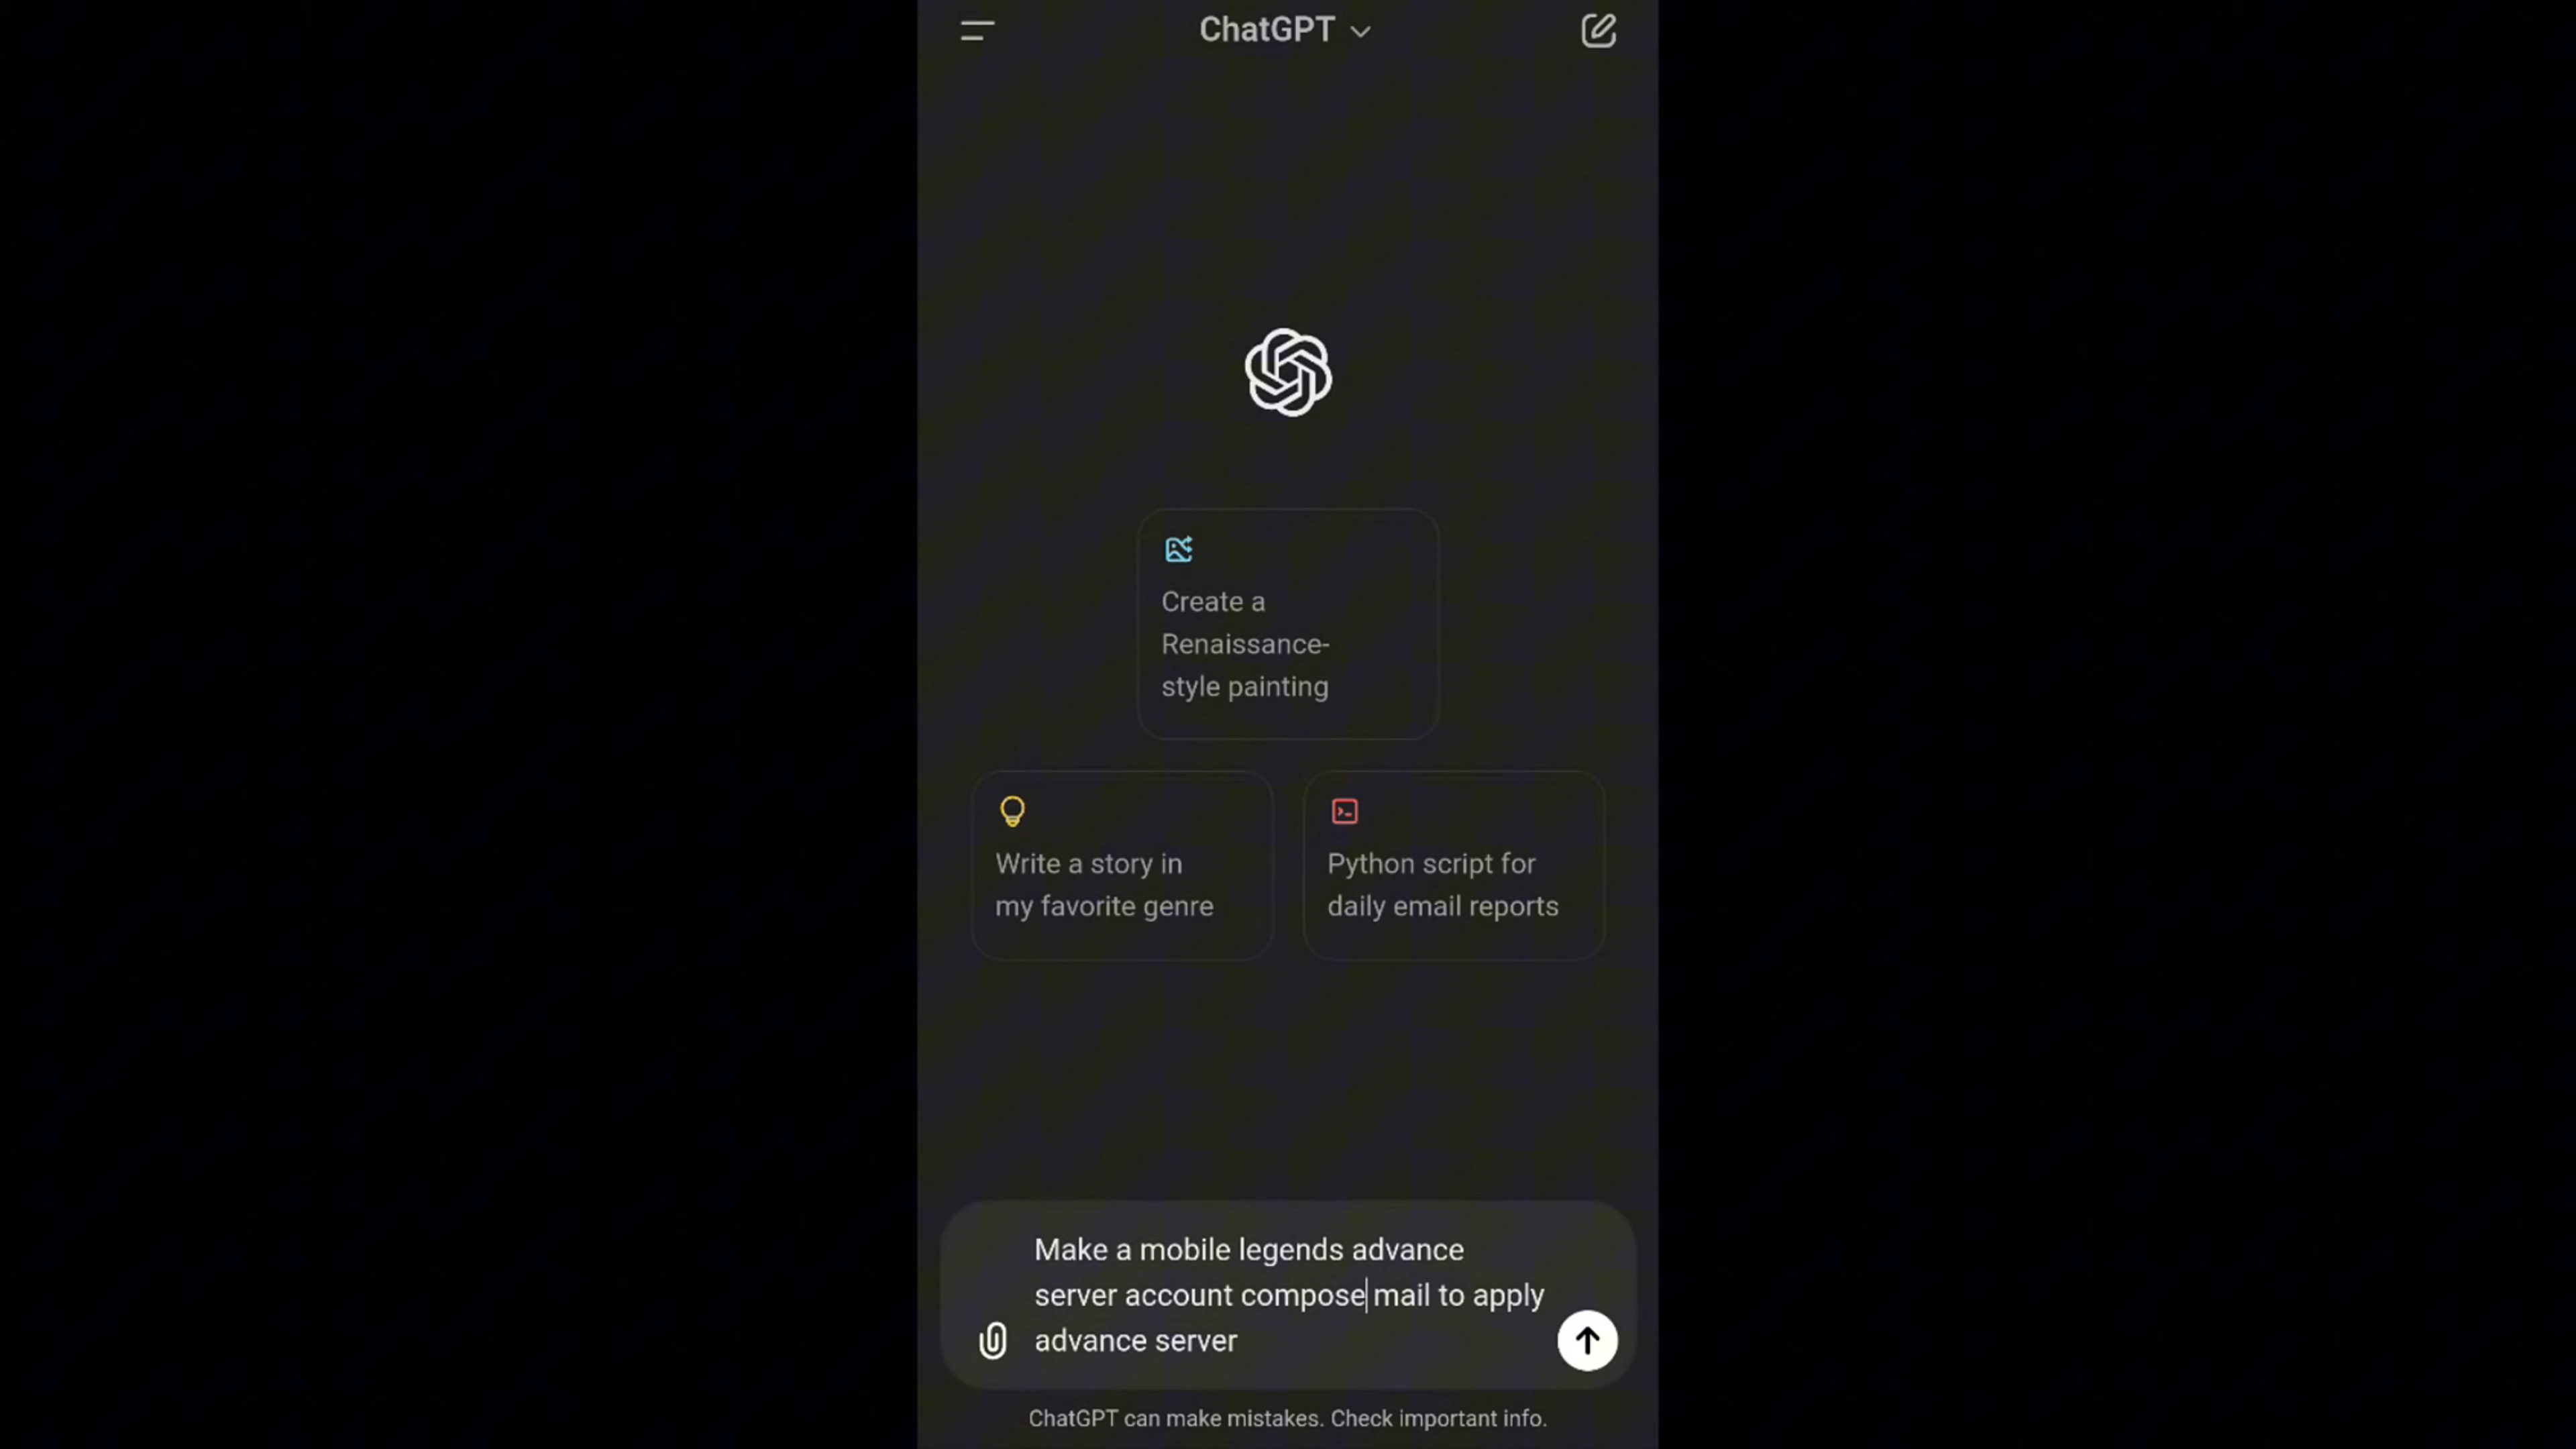 ChatGPT
Create a
Renaissance-
style painting
Write a story in
my favorite genre
Python script for
daily email reports
Make a mobile legends advance
server account compose mail to apply
advance server
ChatGPT can make mistakes. Check important info.